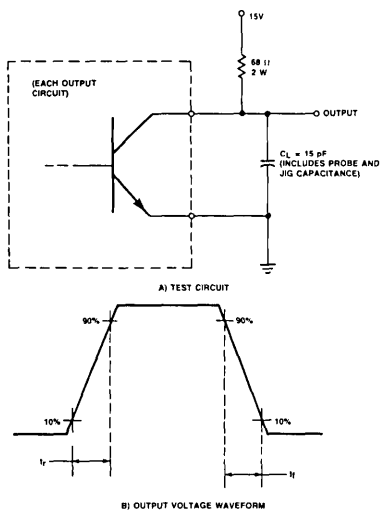 15V
68 Ω
2 W
(EACH OUTPUT
CIRCUIT)
OUTPUT
CL = 15 pF
(INCLUDES PROBE AND
JIG CAPACITANCE)
A) TEST CIRCUIT
90%
90%
10%
10%
tr
tf
B) OUTPUT VOLTAGE WAVEFORM